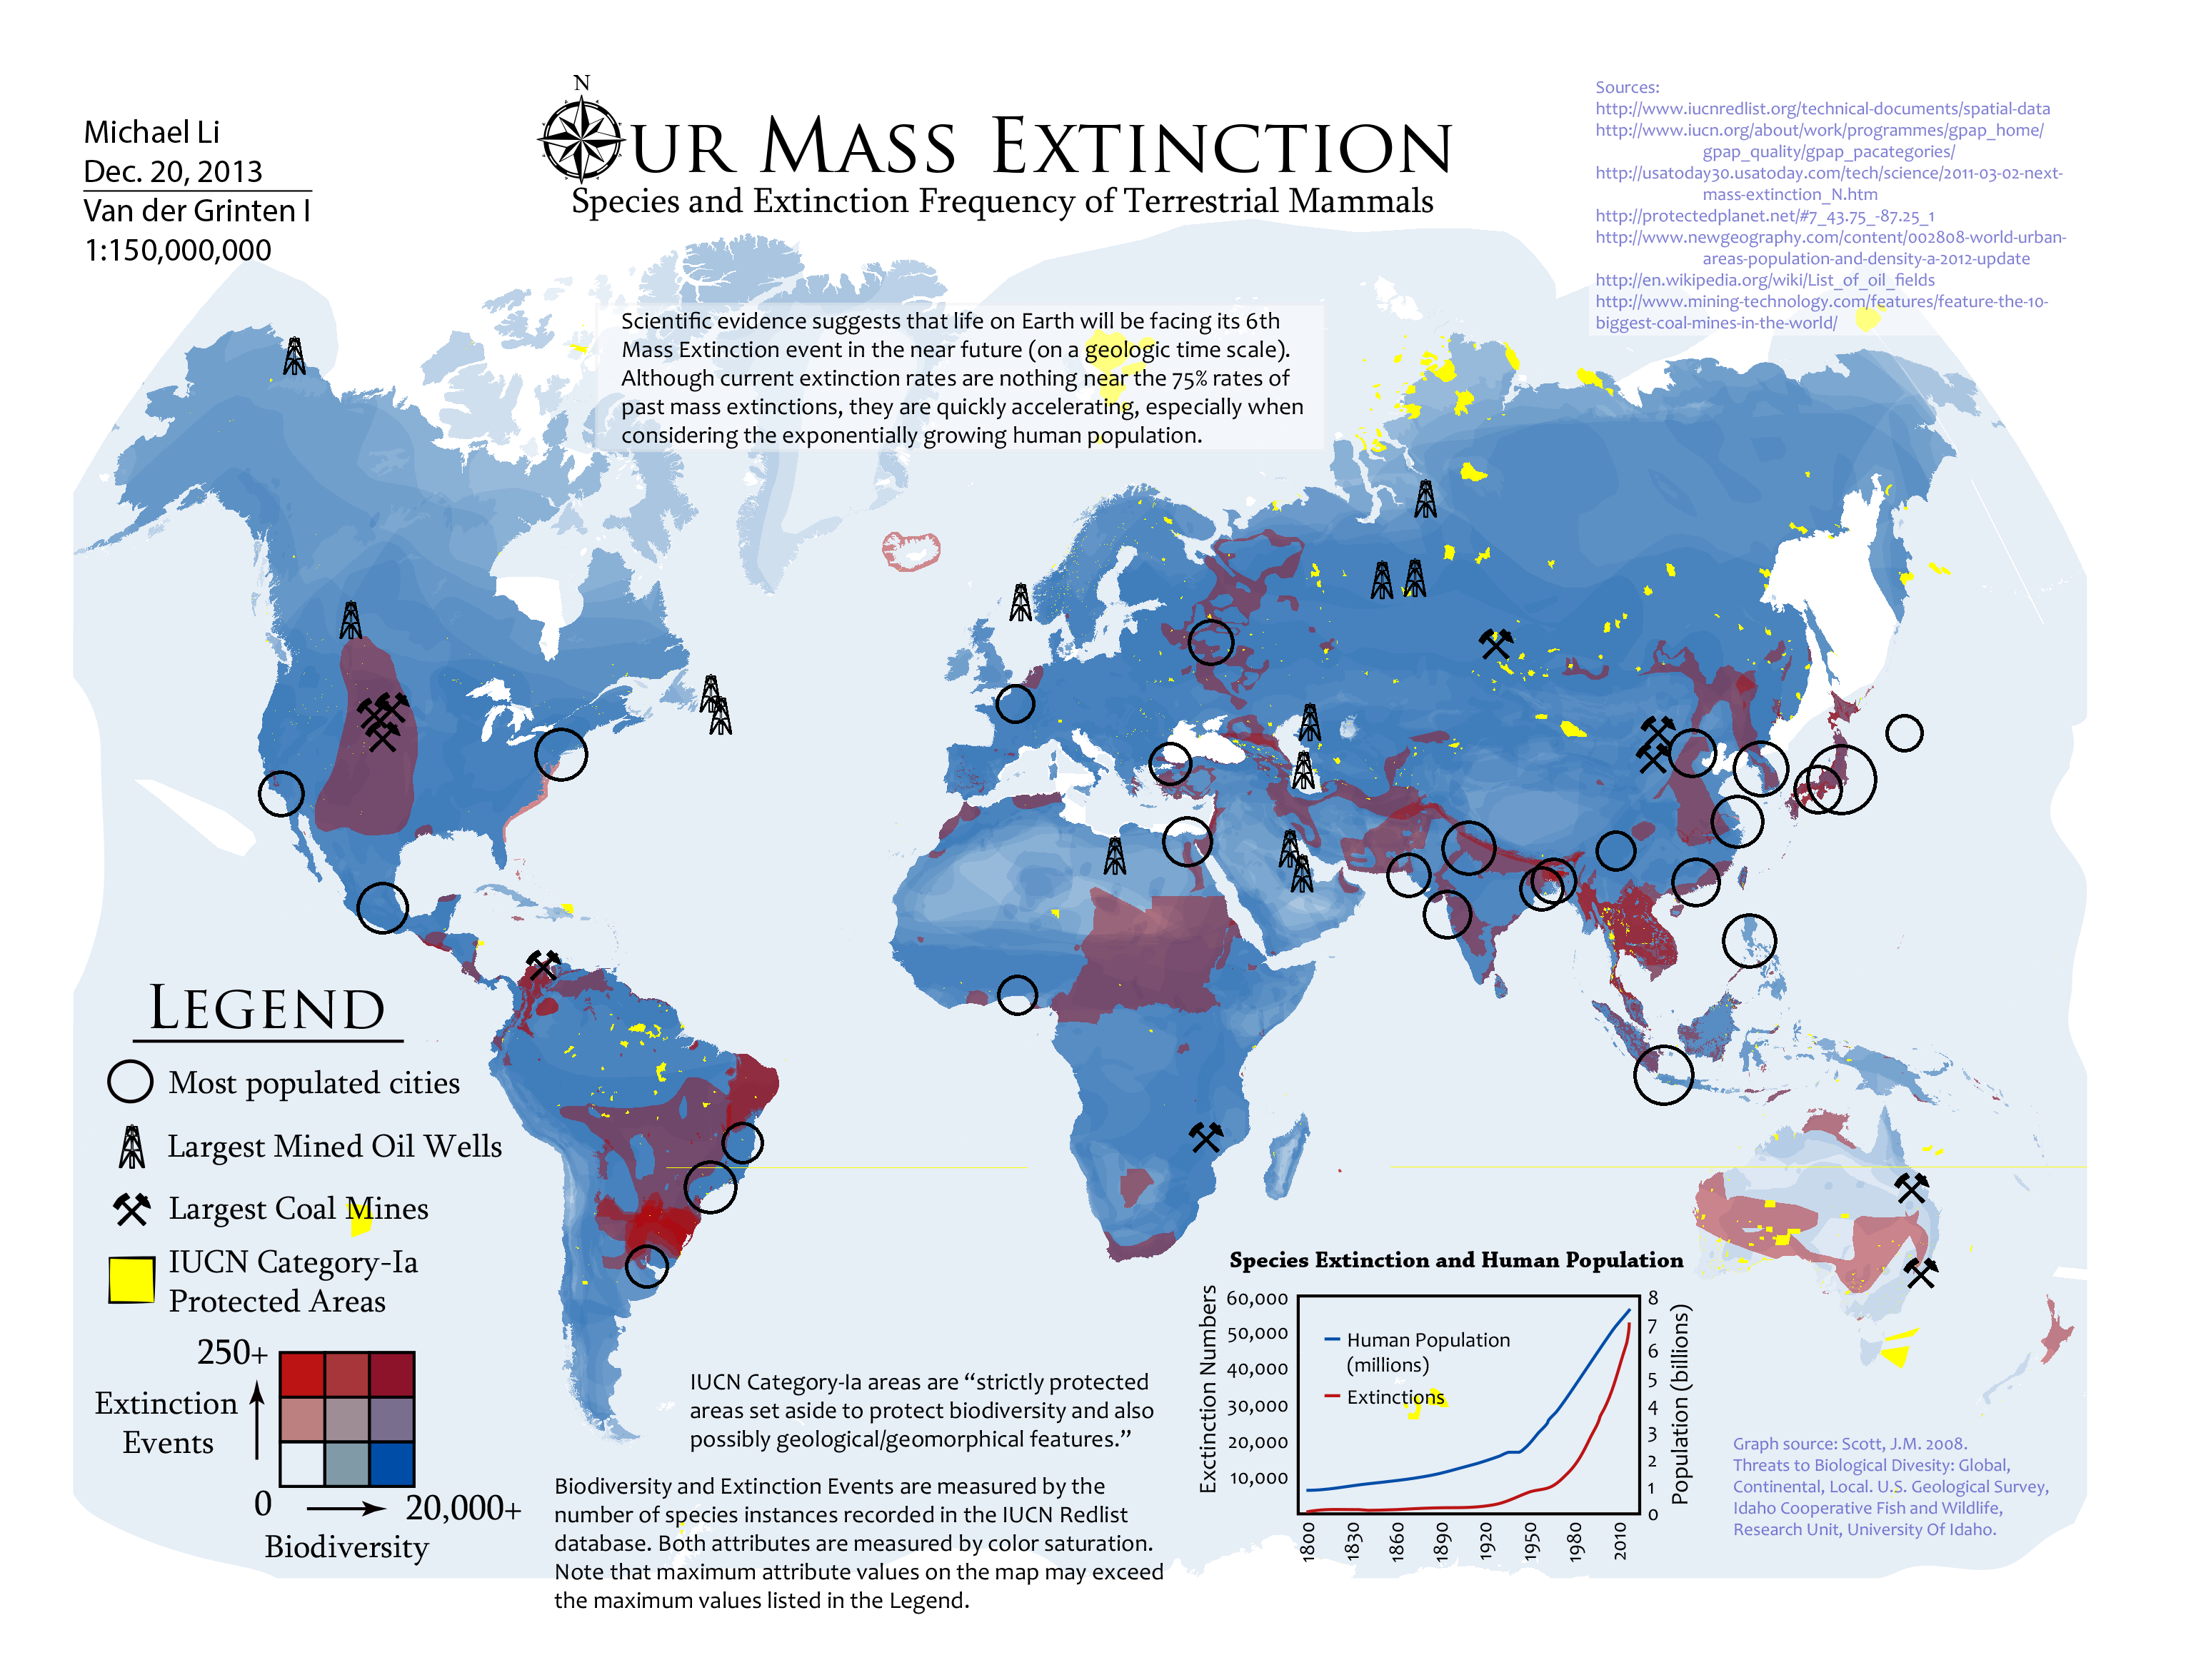 Michael Li
Dec. 20, 2013
Van der Grinten I
1:150,000,000
N
UR MASS EXTINCTION
Species and Extinction Frequency of Terrestrial Mammals
Sources:
http://www.iucnredlist.org/technical-documents/spatial-data
http://www.iucn.org/about/work/programmes/gpap_home/
gpap_quality/gpap_pacategories/
http://usatoday30.usatoday.com/tech/science/2011-03-02-next-
mass-extinction_N.htm
http://protectedplanet.net/#7_43.75_-87.25_1
http://www.newgeography.com/content/002808-world-urban-
areas-population-and-density-a-2012-update
http://en.wikipedia.org/wiki/List_of_oil_fields
http://www.mining-technology.com/features/feature-the-10-
biggest-coal-mines-in-the-world/
Scientific evidence suggests that life on Earth will be facing its 6th
Mass Extinction event in the near future (on a geologic time scale).
Although current extinction rates are nothing near the 75% rates of
past mass extinctions, they are quickly accelerating, especially when
considering the exponentially growing human population.
LEGEND
Most populated cities
Largest Mined Oil Wells
Largest Coal Mines
IUCN Category-Ia
Protected Areas
250+
Extinction
Events
0
20,000+
Biodiversity
IUCN Category-Ia areas are “strictly protected
areas set aside to protect biodiversity and also
possibly geological/geomorphical features.”
Biodiversity and Extinction Events are measured by the
number of species instances recorded in the IUCN Redlist
database. Both attributes are measured by color saturation.
Note that maximum attribute values on the map may exceed
the maximum values listed in the Legend.
Species Extinction and Human Population
Exctinction Numbers
60,000
50,000
40,000
30,000
20,000
10,000
Human Population
(millions)
Extinctions
8
7
6
5
4
3
2
1
0
Population (billions)
1800
1830
1860
1890
1920
1950
1980
2010
Graph source: Scott, J.M. 2008.
Threats to Biological Divesity: Global,
Continental, Local. U.S. Geological Survey,
Idaho Cooperative Fish and Wildlife,
Research Unit, University Of Idaho.